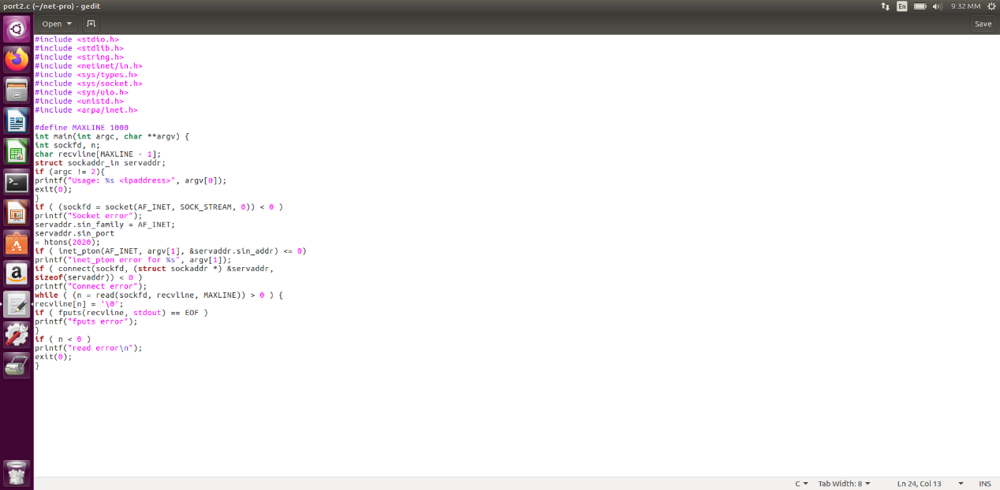 port2.c (~/net-pro) - gedit
En
9:32 MM
Open
Save
#include <stdio.h>
#include <stdlib.h>
#include <string.h>
#include <netinet/in.h>
#include <sys/types.h>
#include <sys/socket.h>
#include <sys/uio.h>
#include <unistd.h>
#include <arpa/inet.h>
#define MAXLINE 1000
int main(int argc, char **argv) {
int sockfd, n;
char recvline[MAXLINE - 1];
struct sockaddr_in servaddr;
if (argc != 2){
printf("Usage: %s <ipaddress>", argv[0]);
exit(0);
}
if ( (sockfd = socket(AF_INET, SOCK_STREAM, 0)) < 0 )
printf("Socket error");
servaddr.sin_family = AF_INET;
servaddr.sin_port
= htons(2020);
if ( inet_pton(AF_INET, argv[1], &servaddr.sin_addr) <= 0)
printf("inet_pton error for %s", argv[1]);
if ( connect(sockfd, (struct sockaddr *) &servaddr,
sizeof(servaddr)) < 0 )
printf("Connect error");
while ( (n = read(sockfd, recvline, MAXLINE)) > 0 ) {
recvline[n] = '\0';
if ( fputs(recvline, stdout) == EOF )
printf("fputs error");
}
if ( n < 0 )
printf("read error\n");
exit(0);
}
C
Tab Width: 8
Ln 24, Col 13
INS